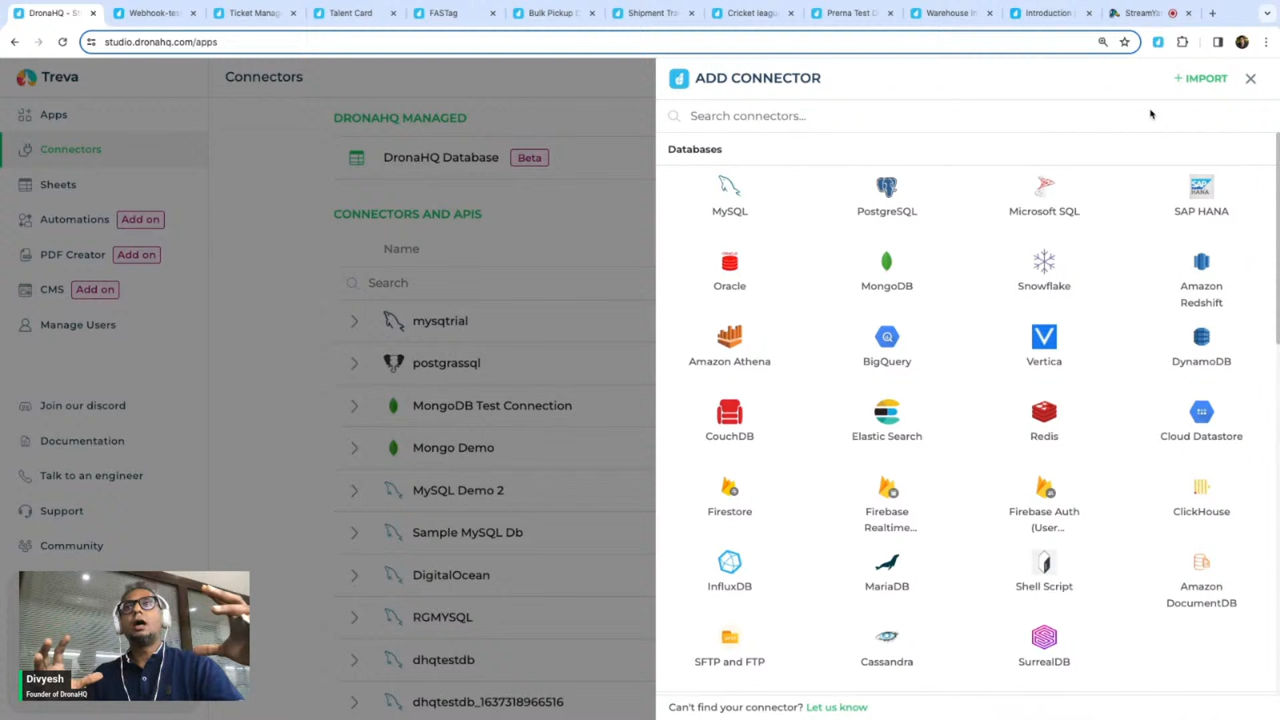 DronaHQ – S
Webhook-tes
Ticket Manag
Talent Card
FASTag
Bulk Pickup D
Shipment Tra
Cricket league
Prerna Test D
Warehouse In
Introduction
StreamYa
studio.dronahq.com/apps
Treva
Apps
Connectors
Sheets
Automations Add on
PDF Creator Add on
CMS Add on
Manage Users
Join our discord
Documentation
Talk to an engineer
Support
Community
Divyesh
Founder of DronaHQ
Connectors
DRONAHQ MANAGED
DronaHQ Database Beta
CONNECTORS AND APIS
Name
Search
mysqtrial
postgrassql
MongoDB Test Connection
Mongo Demo
MySQL Demo 2
Sample MySQL Db
DigitalOcean
RGMYSQL
dhqtestdb
dhqtestdb_1637318966516
ADD CONNECTOR
+ IMPORT
Search connectors...
Databases
MySQL
PostgreSQL
Microsoft SQL
SAP HANA
Oracle
MongoDB
Snowflake
Amazon
Redshift
Amazon Athena
BigQuery
Vertica
DynamoDB
CouchDB
Elastic Search
Redis
Cloud Datastore
Firestore
Firebase
Realtime...
Firebase Auth
(User...
ClickHouse
InfluxDB
MariaDB
Shell Script
Amazon
DocumentDB
SFTP and FTP
Cassandra
SurrealDB
Can't find your connector? Let us know